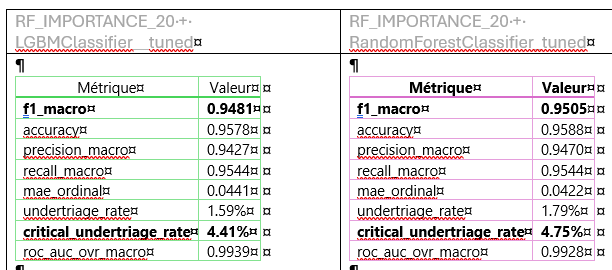 RF_IMPORTANCE_20 +
LGBMClassifier__tuned
Métrique Valeur
f1_macro 0.9481
accuracy 0.9578
precision_macro 0.9427
recall_macro 0.9544
mae_ordinal 0.0441
undertriage_rate 1.59%
critical_undertriage_rate 4.41%
roc_auc_ovr_macro 0.9939
RF_IMPORTANCE_20 +
RandomForestClassifier_tuned
Métrique Valeur
f1_macro 0.9505
accuracy 0.9588
precision_macro 0.9470
recall_macro 0.9544
mae_ordinal 0.0422
undertriage_rate 1.79%
critical_undertriage_rate 4.75%
roc_auc_ovr_macro 0.9928